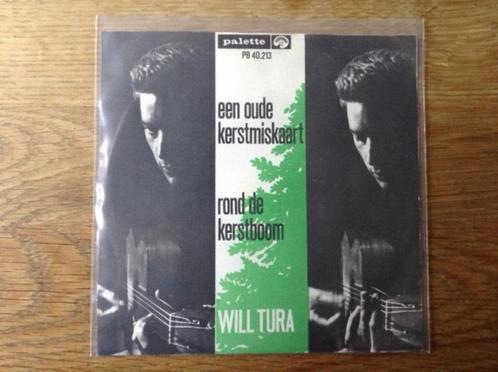 palette
PB 40.213
een oude
kerstmiskaart
rond de
kerstboom
WILL TURA